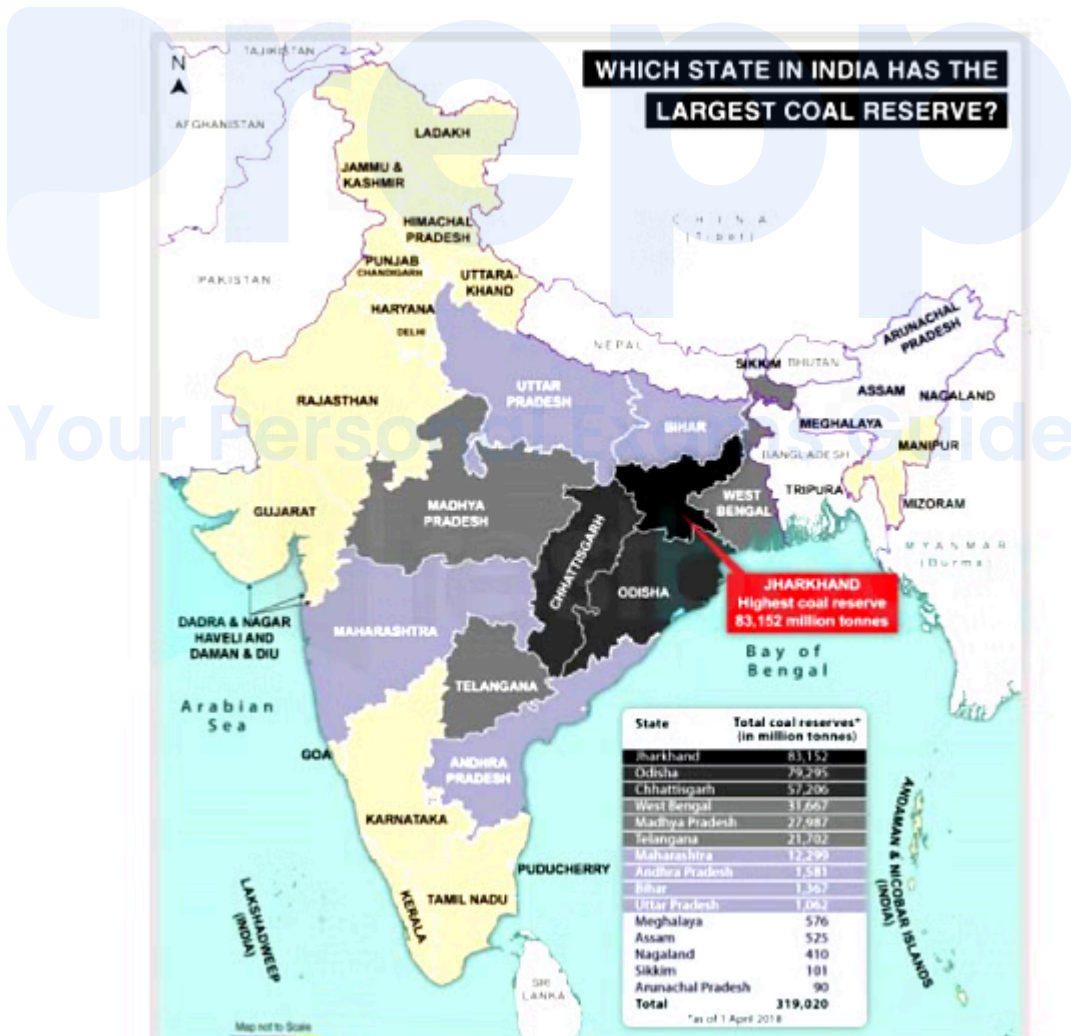 prepp
Your Personal Exams Guide
WHICH STATE IN INDIA HAS THE
LARGEST COAL RESERVE?
N
TAJIKISTAN
AFGHANISTAN
LADAKH
JAMMU &
KASHMIR
HIMACHAL
PRADESH
CHINA
(Tibet)
PUNJAB
CHANDIGARH
UTTARA-
KHAND
PAKISTAN
HARYANA
DELHI
NEPAL
ARUNACHAL
PRADESH
SIKKIM
BHUTAN
RAJASTHAN
UTTAR
PRADESH
ASSAM
NAGALAND
BIHAR
MEGHALAYA
BANGLADESH
MANIPUR
GUJARAT
MADHYA
PRADESH
WEST
BENGAL
TRIPURA
MIZORAM
CHHATTISGARH
MYANMAR
(Burma)
ODISHA
JHARKHAND
Highest coal reserve
83,152 million tonnes
DADRA & NAGAR
HAVELI AND
DAMAN & DIU
MAHARASHTRA
Bay of
Bengal
TELANGANA
Arabian
Sea
GOA
ANDHRA
PRADESH
KARNATAKA
PUDUCHERRY
TAMIL NADU
KERALA
LAKSHADWEEP
(INDIA)
ANDAMAN & NICOBAR ISLANDS
(INDIA)
SRI
LANKA
State Total coal reserves*
(in million tonnes)
Jharkhand 83,152
Odisha 79,295
Chhattisgarh 57,206
West Bengal 31,667
Madhya Pradesh 27,987
Telangana 21,702
Maharashtra 12,299
Andhra Pradesh 1,581
Bihar 1,367
Uttar Pradesh 1,062
Meghalaya 576
Assam 525
Nagaland 410
Sikkim 101
Arunachal Pradesh 90
Total 319,020
*as of 1 April 2018
Map not to Scale